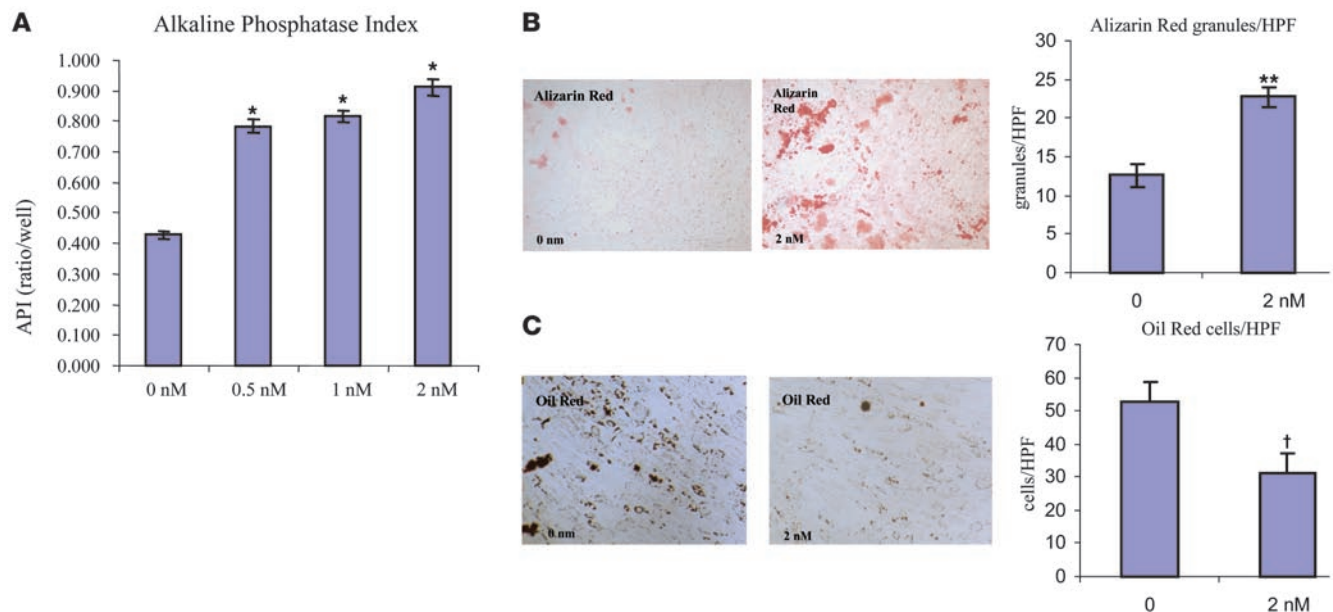 A
Alkaline Phosphatase Index
API (ratio/well)
1.000
0.900
0.800
0.700
0.600
0.500
0.400
0.300
0.200
0.100
0.000
*
*
*
0 nM
0.5 nM
1 nM
2 nM
B
Alizarin Red
0 nm
Alizarin
Red
2 nM
Alizarin Red granules/HPF
granules/HPF
30
25
20
15
10
5
0
**
0
2 nM
C
Oil Red
0 nm
Oil Red
2 nM
Oil Red cells/HPF
cells/HPF
70
60
50
40
30
20
10
0
†
0
2 nM